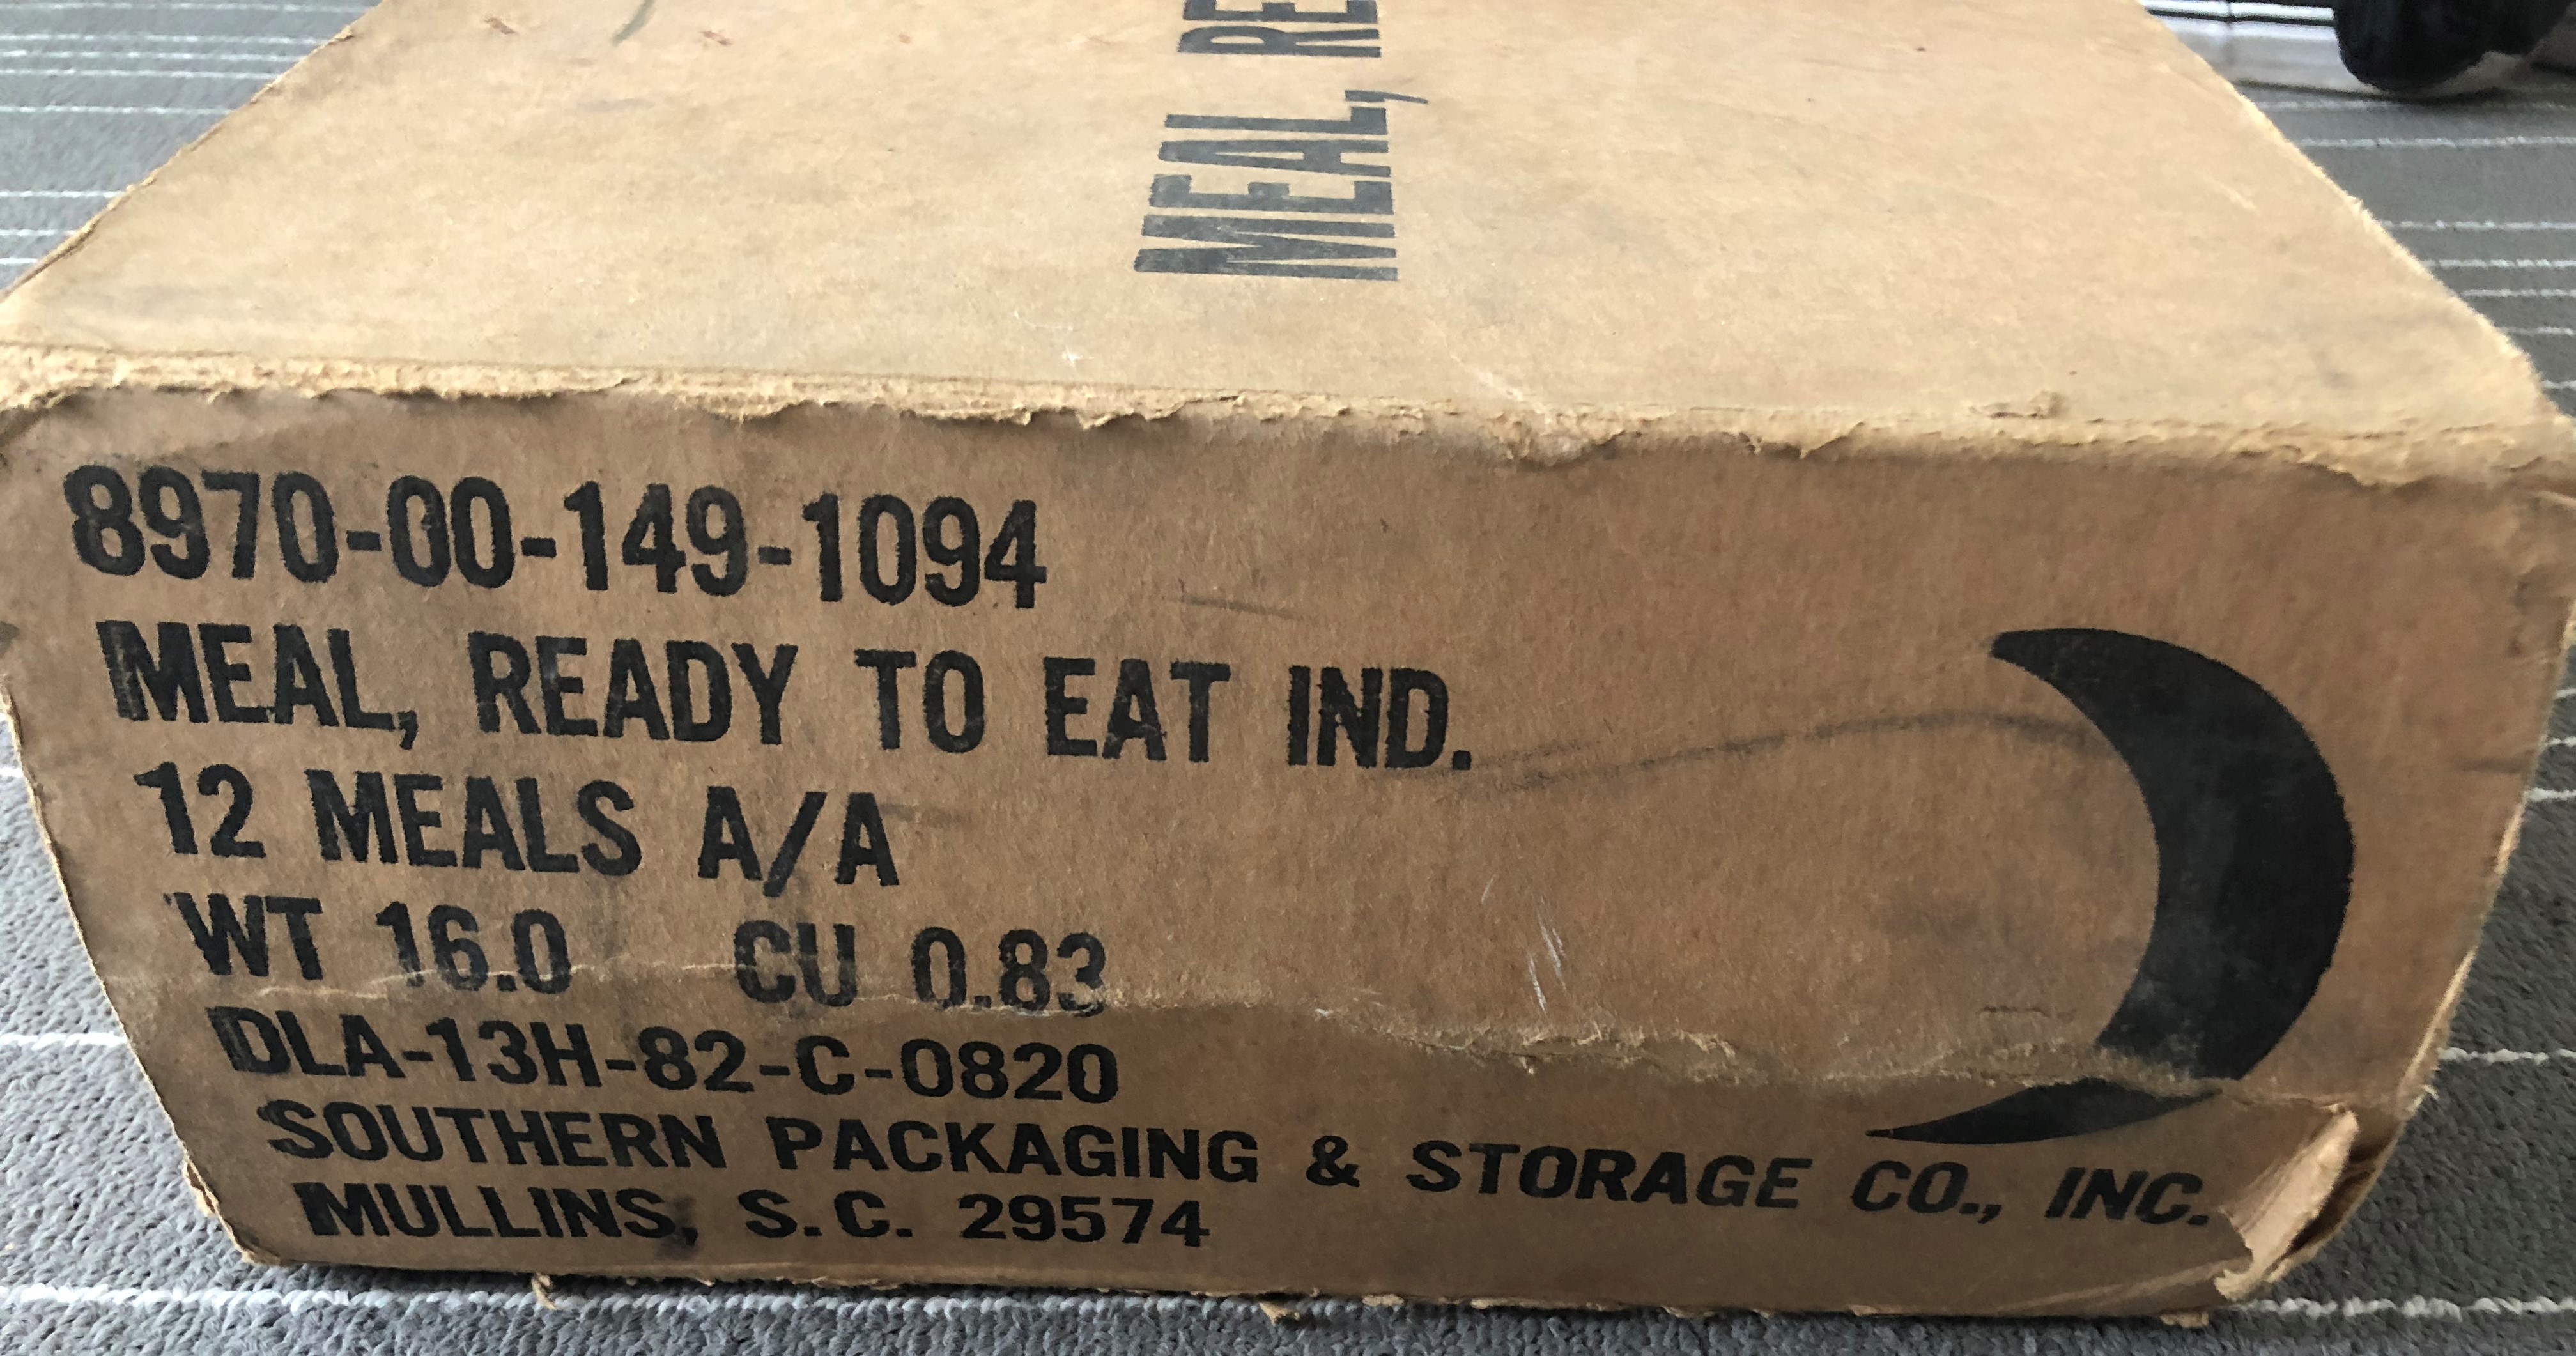 MEAL, RE
8970-00-149-1094
MEAL, READY TO EAT IND.
12 MEALS A/A
WT 16.0 CU 0.83
DLA-13H-82-C-0820
SOUTHERN PACKAGING & STORAGE CO., INC.
MULLINS, S.C. 29574